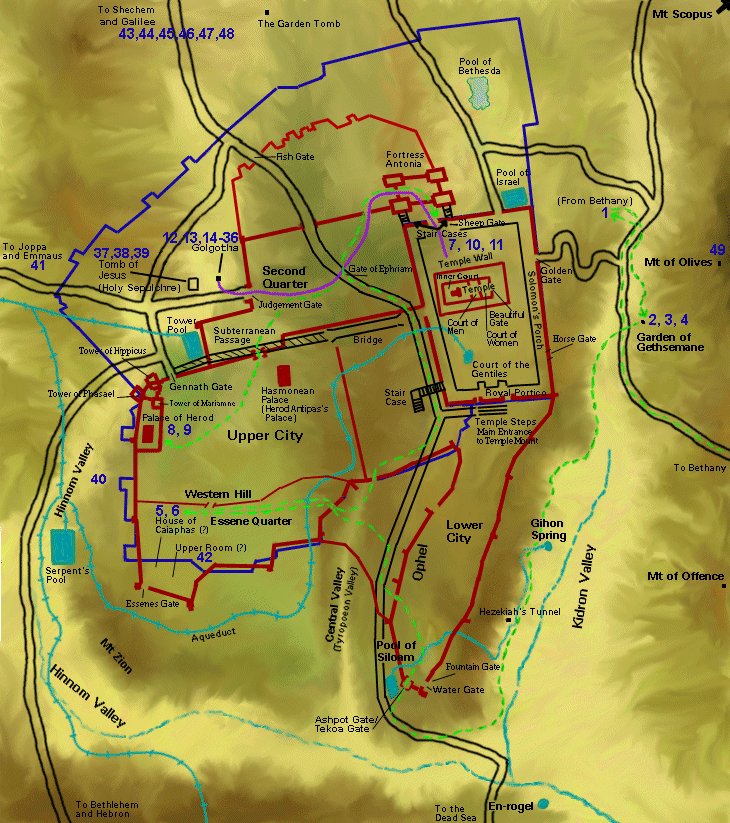 To Shechem
and Galilee
43,44,45,46,47,48
The Garden Tomb
Mt Scopus
Pool of
Bethesda
Fish Gate
Fortress
Antonia
Pool of
Israel
(From Bethany)
1
Sheep Gate
Stair Cases
7, 10, 11
12,13,14-36
Golgotha
To Joppa
and Emmaus
41
37,38,39
Tomb of
Jesus
(Holy Sepulchre)
Second
Quarter
Gate of Ephriam
Temple Wall
Inner Court
Temple
Golden
Gate
49
Mt of Olives
Solomon's Porch
Judgement Gate
Beautiful
Gate
Court of
Men
Court of
Women
2, 3, 4
Garden of
Gethsemane
Tower
Pool
Subterranean
Passage
Bridge
Horse Gate
Tower of Hippicus
Court of the
Gentiles
Gennath Gate
Tower of Phasael
Tower of Mariamne
Hasmonean
Palace
(Herod Antipas's
Palace)
Stair
Case
Royal Portico
Palace of Herod
8, 9
Upper City
Temple Steps
Main Entrance
to Temple Mount
Hinnom Valley
To Bethany
40
Western Hill
5, 6
Essene Quarter
House of
Caiaphas (?)
Lower
City
Gihon
Spring
Upper Room (?)
42
Serpent's
Pool
Ophel
Kidron Valley
Mt of Offence
Essenes Gate
Central Valley
(Tyropoeon Valley)
Hezekiah's Tunnel
Aqueduct
Mt Zion
Pool of
Siloam
Fountain Gate
Hinnom Valley
Water Gate
Ashpot Gate/
Tekoa Gate
To Bethlehem
and Hebron
To the
Dead Sea
En-rogel